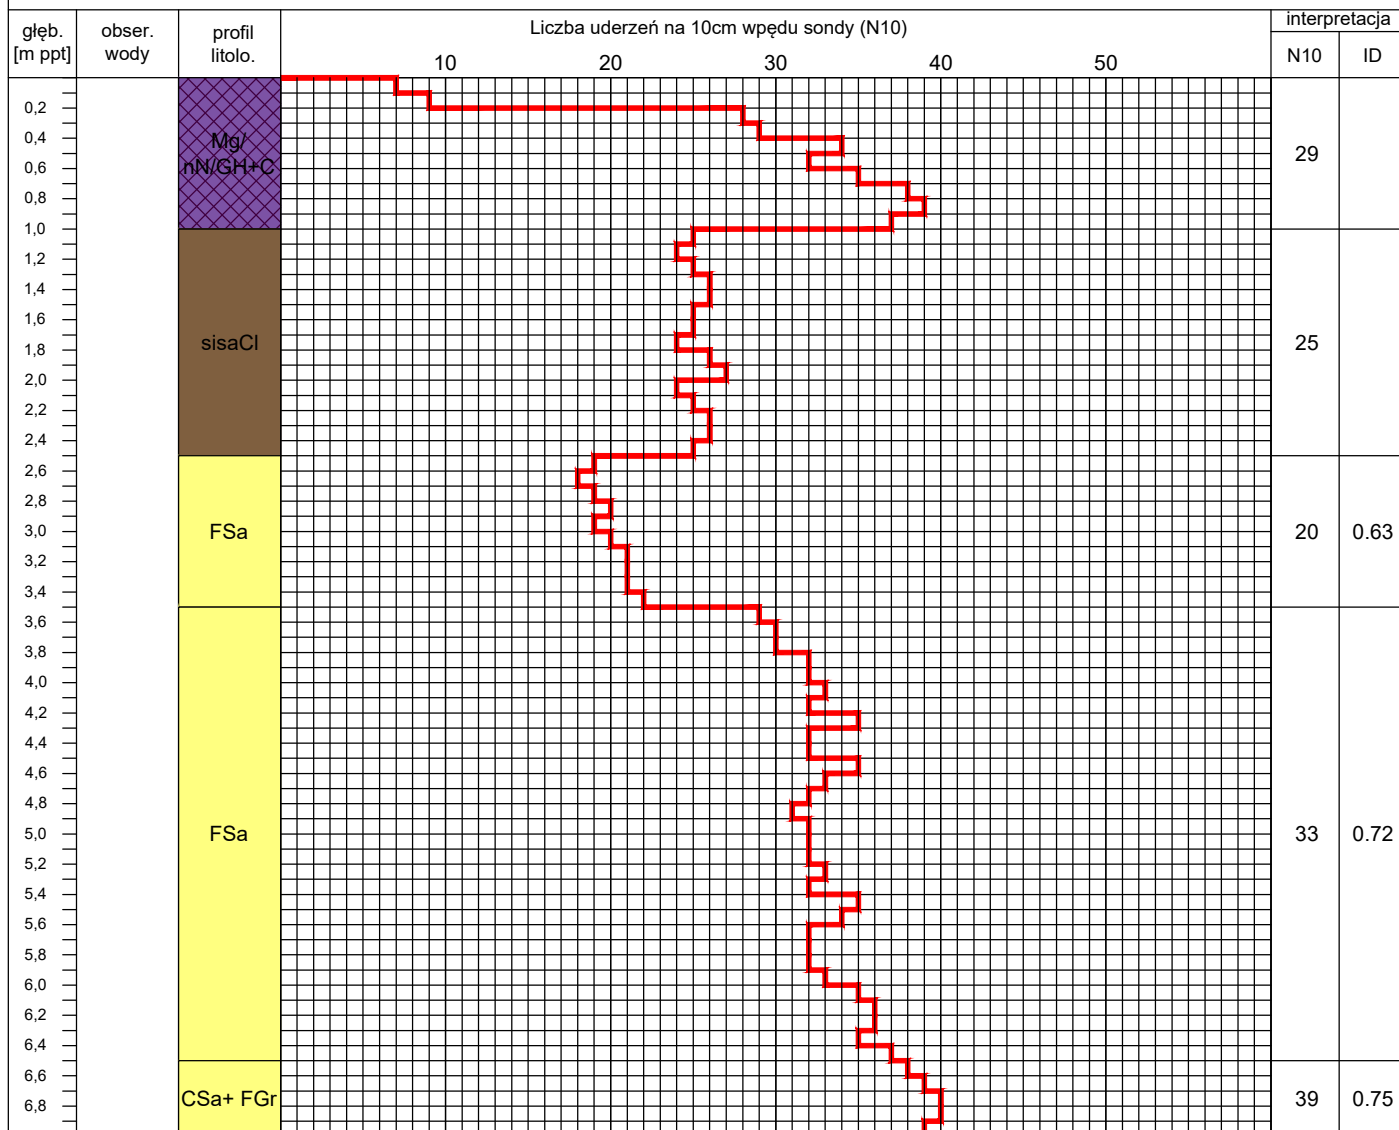 głęb.
[m ppt]
obser.
wody
profil
litolo.
Liczba uderzeń na 10cm wpędu sondy (N10)
10 20 30 40 50
interpretacja
N10 ID
0,2
0,4
0,6
0,8
1,0
1,2
1,4
1,6
1,8
2,0
2,2
2,4
2,6
2,8
3,0
3,2
3,4
3,6
3,8
4,0
4,2
4,4
4,6
4,8
5,0
5,2
5,4
5,6
5,8
6,0
6,2
6,4
6,6
6,8
Mg/
nN/GH+C
29
sisaCl
25
FSa
20 0.63
FSa
33 0.72
CSa+ FGr
39 0.75